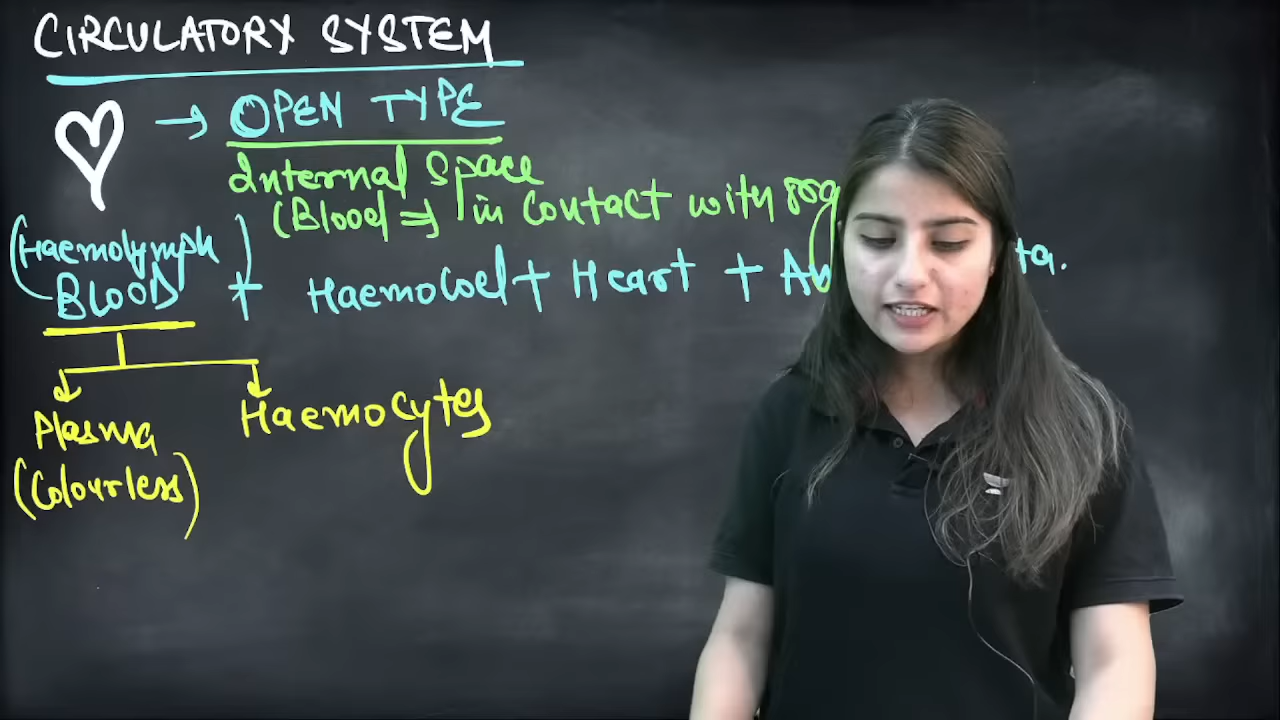 CIRCULATORY SYSTEM
→ OPEN TYPE
Internal Space
(Blood ⇒ in contact with
(Haemolymph)
BLOOD + Haemocoel + Heart +
Plasma Haemocytes
(Colourless)